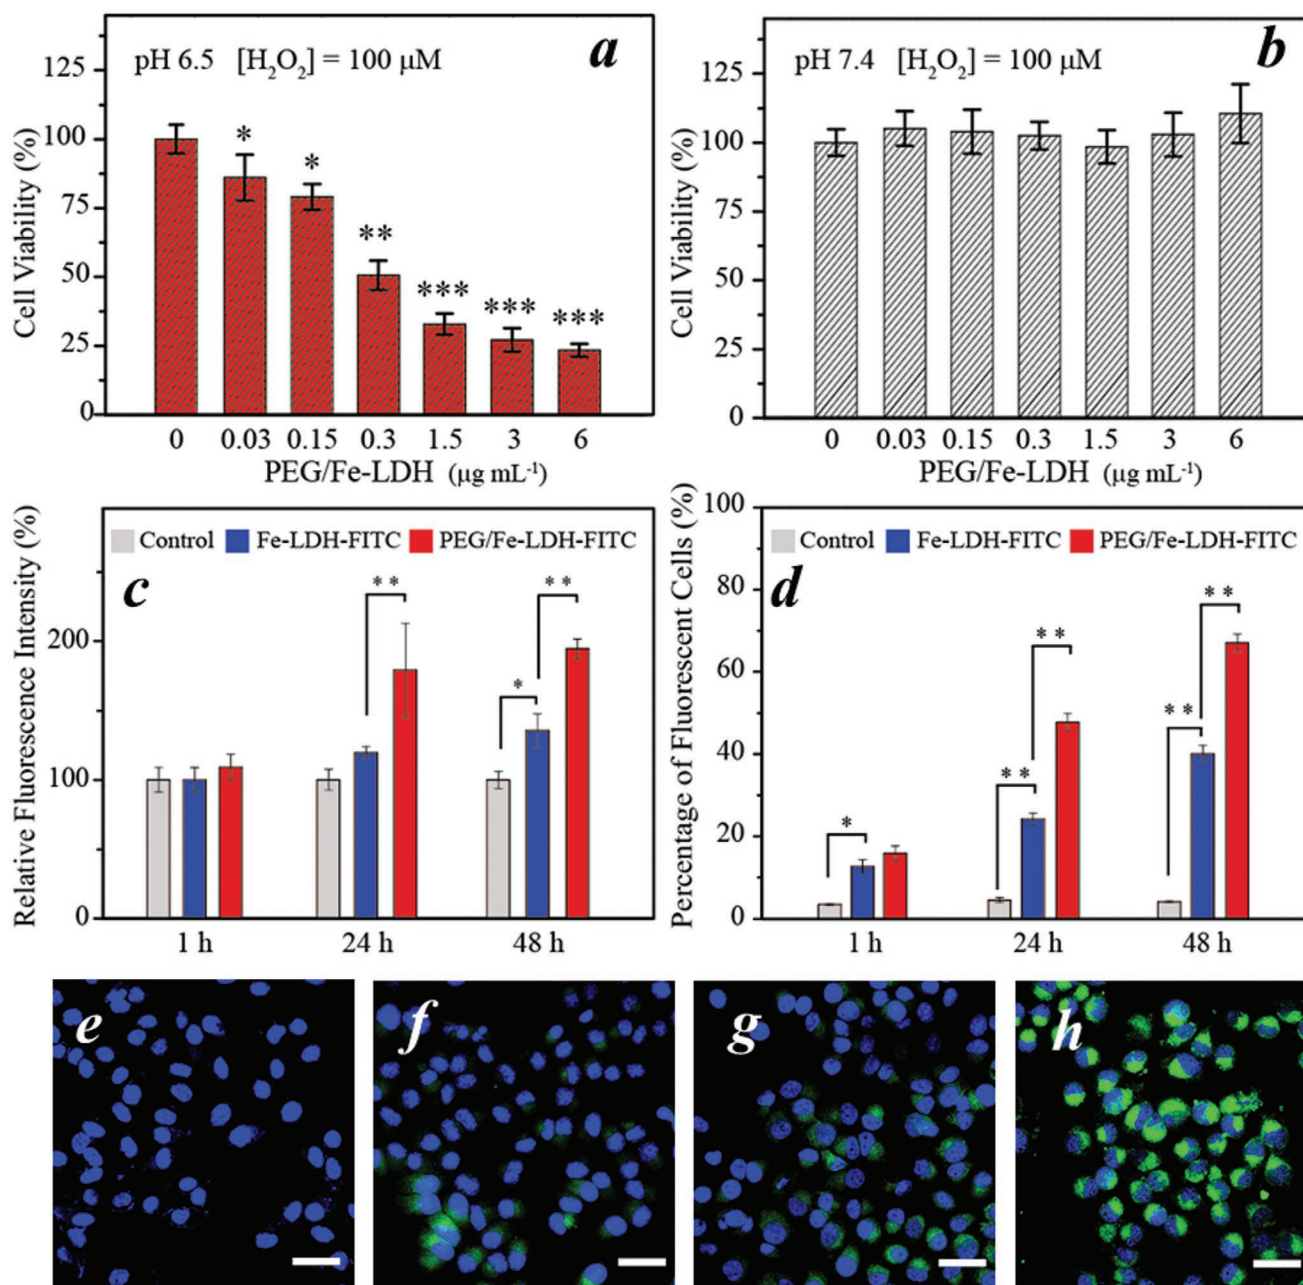 pH 6.5 [H₂O₂] = 100 μM
a
Cell Viability (%)
125
100
75
50
25
0
*
*
**
***
***
***
0 0.03 0.15 0.3 1.5 3 6
PEG/Fe-LDH (μg mL⁻¹)
pH 7.4 [H₂O₂] = 100 μM
b
Cell Viability (%)
125
100
75
50
25
0
0 0.03 0.15 0.3 1.5 3 6
PEG/Fe-LDH (μg mL⁻¹)
Control Fe-LDH-FITC PEG/Fe-LDH-FITC
c
Relative Fluorescence Intensity (%)
200
100
0
**
*
**
1 h 24 h 48 h
Control Fe-LDH-FITC PEG/Fe-LDH-FITC
d
Percentage of Fluorescent Cells (%)
100
80
60
40
20
0
*
**
**
**
**
1 h 24 h 48 h
e
f
g
h